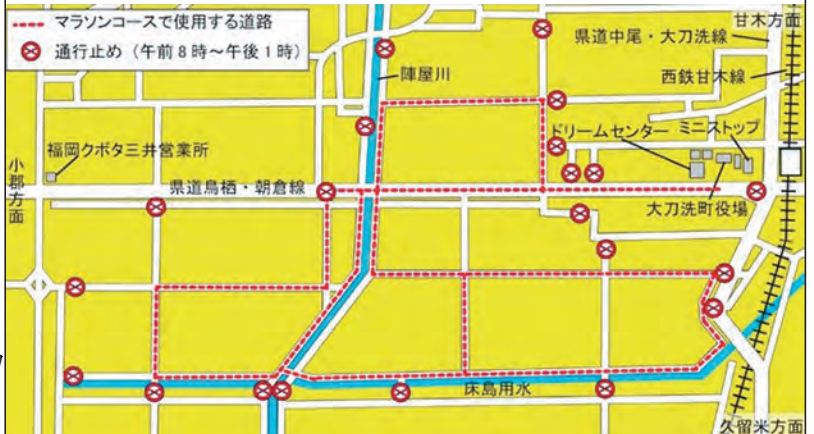 マラソンコースで使用する道路
通行止め（午前8時～午後1時）
甘木方面
県道中尾・大刀洗線
陣屋川
西鉄甘木線
ドリームセンター
ミニストップ
福岡クボタ三井営業所
小郡方面
県道鳥栖・朝倉線
大刀洗町役場
床島用水
久留米方面